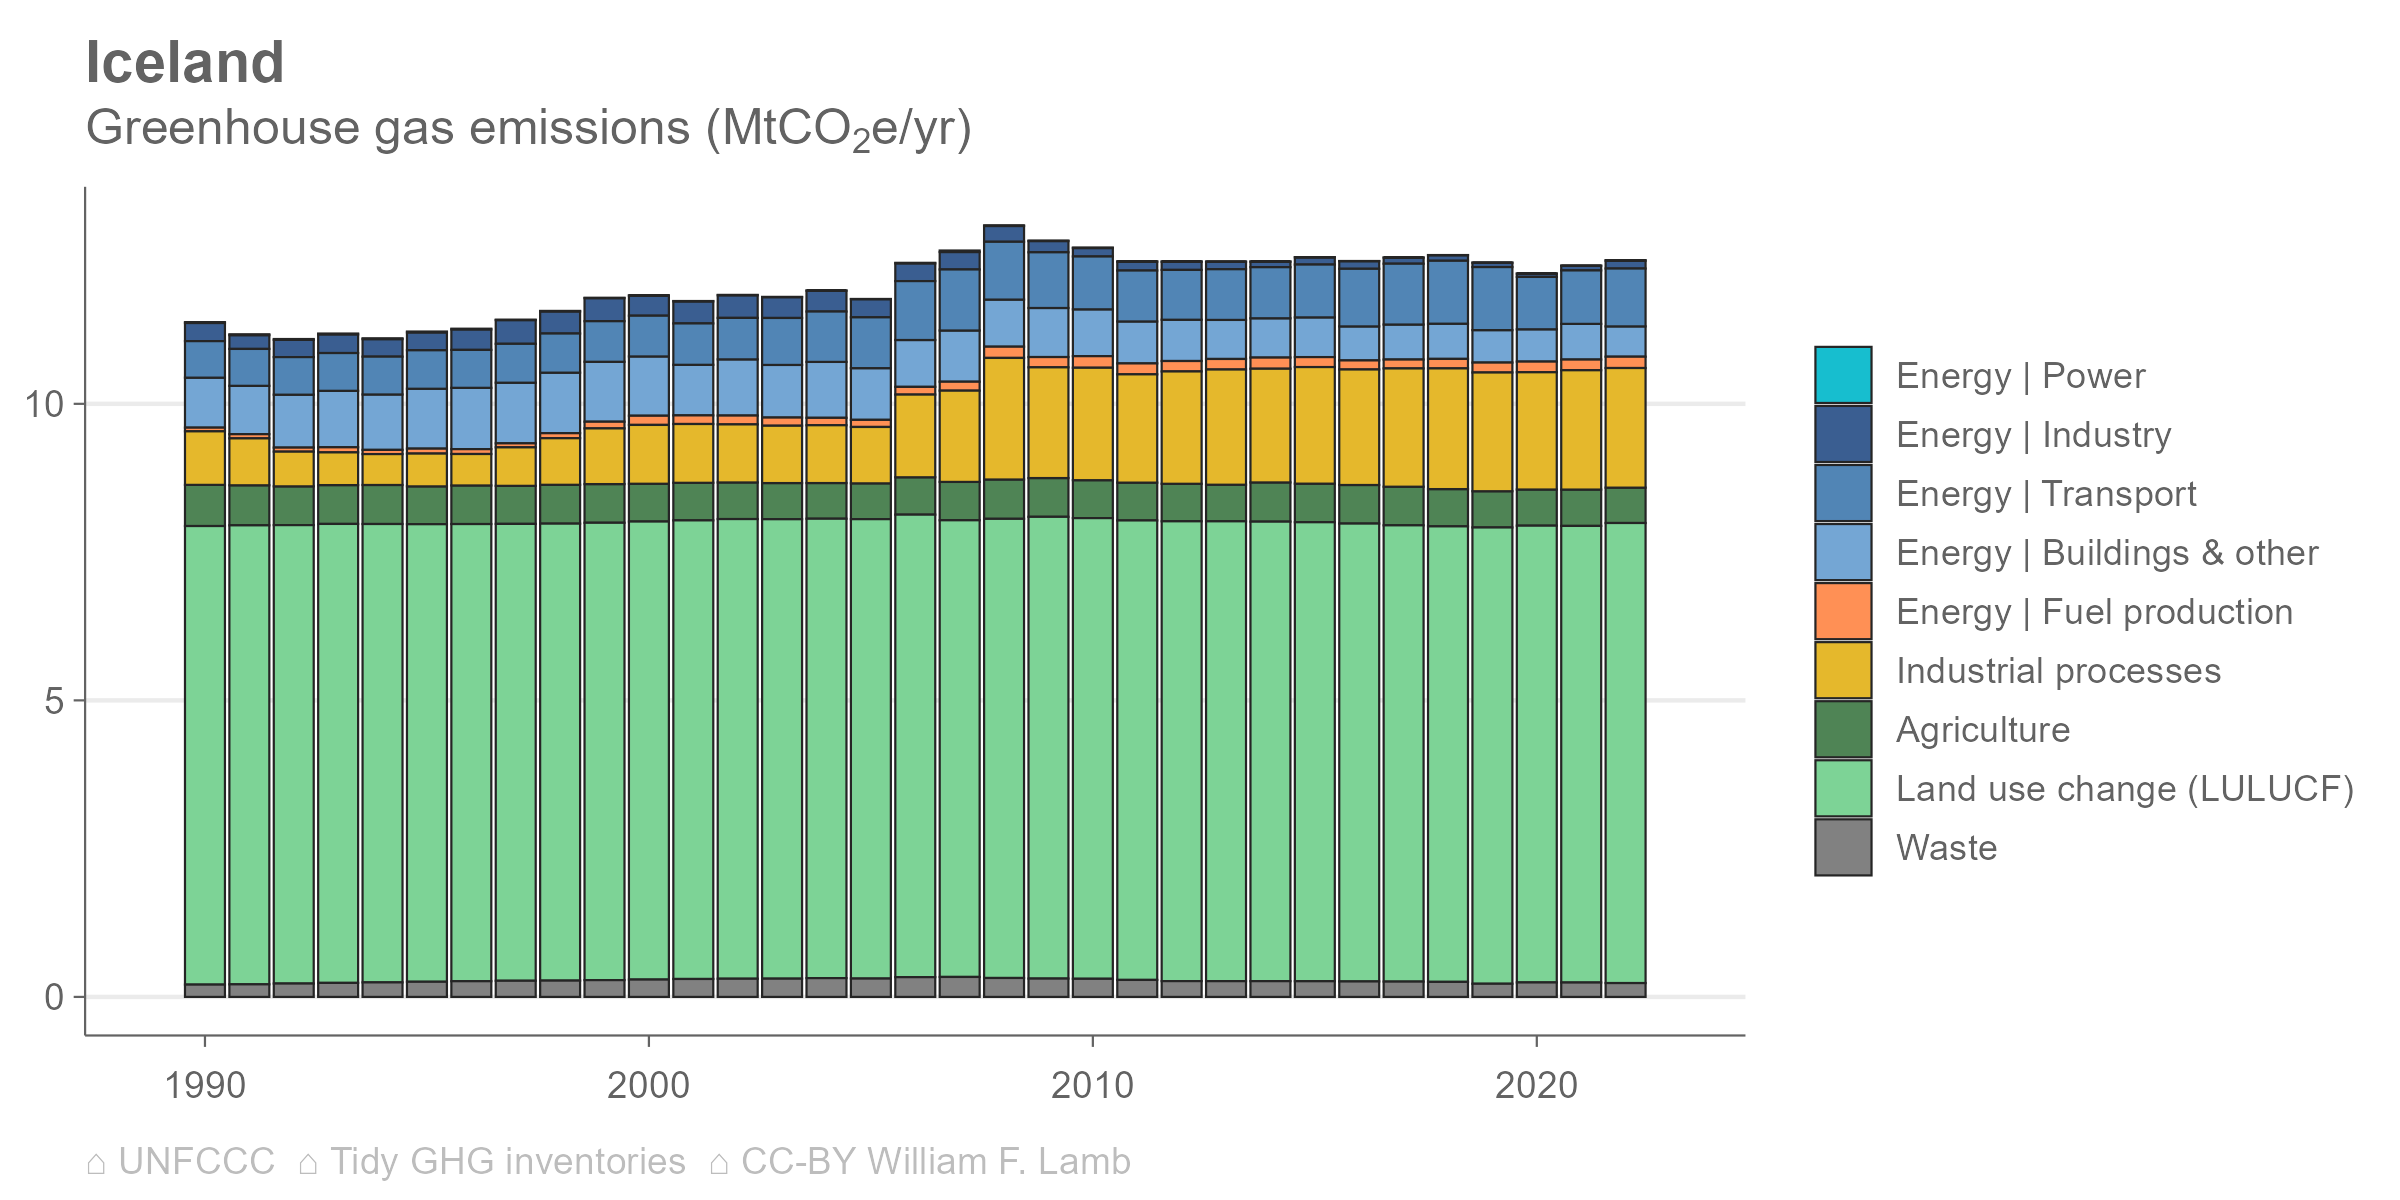 Iceland
Greenhouse gas emissions (MtCO₂e/yr)
10
5
0
1990 2000 2010 2020
Energy | Power
Energy | Industry
Energy | Transport
Energy | Buildings & other
Energy | Fuel production
Industrial processes
Agriculture
Land use change (LULUCF)
Waste
⌂ UNFCCC ⌂ Tidy GHG inventories ⌂ CC-BY William F. Lamb